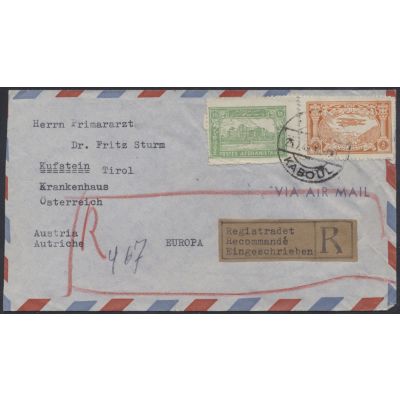 Herrn Primararzt
Dr. Fritz Sturm
Kufstein Tirol
Krankenhaus
Österreich
Austria
Autriche
EUROPA
VIA AIR MAIL
KABOUL
R
467
Registradet
Recommandé
Eingeschrieben
R